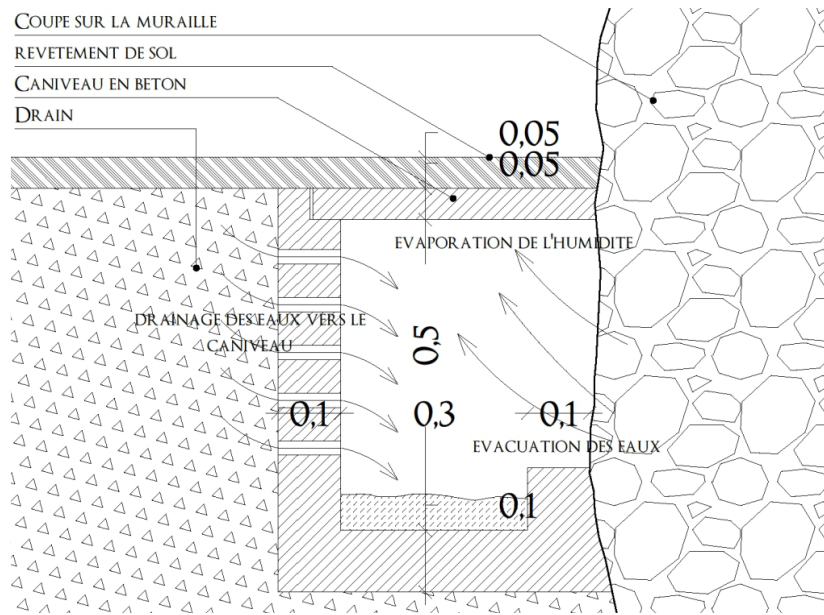 COUPE SUR LA MURAILLE
REVETEMENT DE SOL
CANIVEAU EN BETON
DRAIN
0,05
0,05
EVAPORATION DE L'HUMIDITE
DRAINAGE DES EAUX VERS LE
CANIVEAU
0,5
0,1
0,3
0,1
EVACUATION DES EAUX
0,1